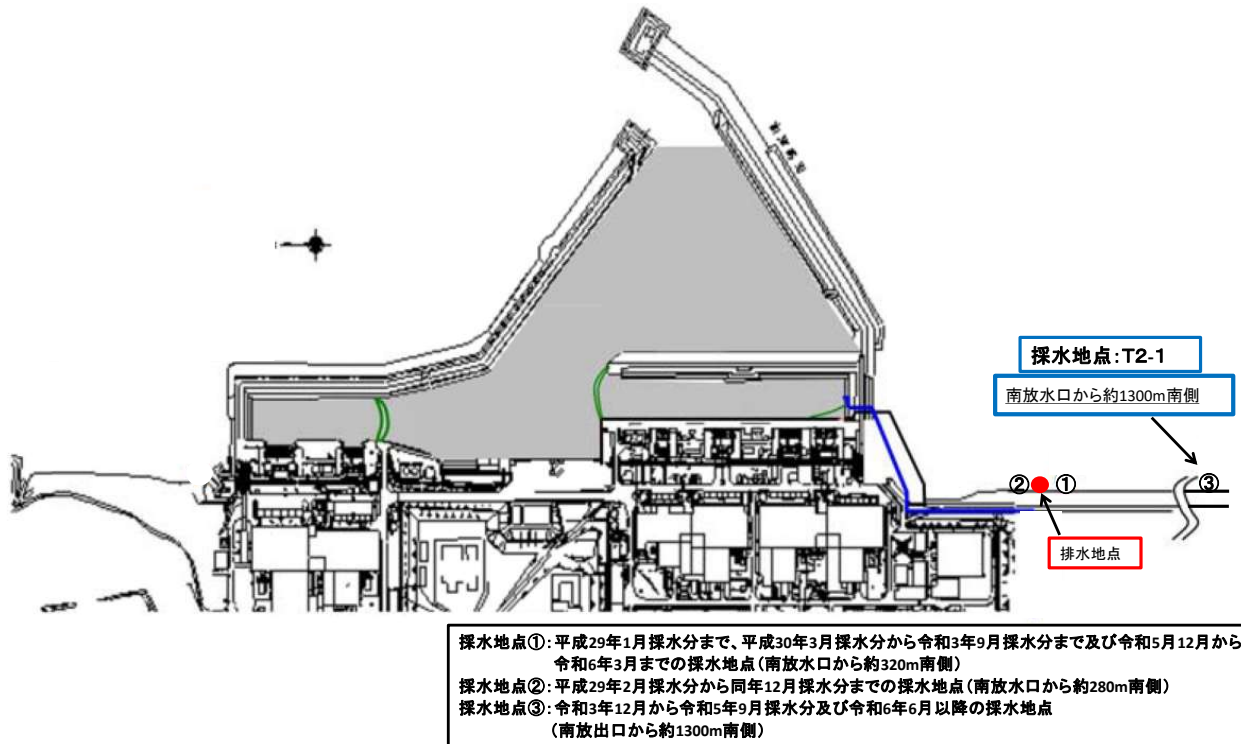 採水地点:T2-1
南放水口から約1300m南側
② ① ③
排水地点
採水地点①:平成29年1月採水分まで、平成30年3月採水分から令和3年9月採水分まで及び令和5月12月から
令和6年3月までの採水地点(南放水口から約320m南側)
採水地点②:平成29年2月採水分から同年12月採水分までの採水地点(南放水口から約280m南側)
採水地点③:令和3年12月から令和5年9月採水分及び令和6年6月以降の採水地点
(南放出口から約1300m南側)